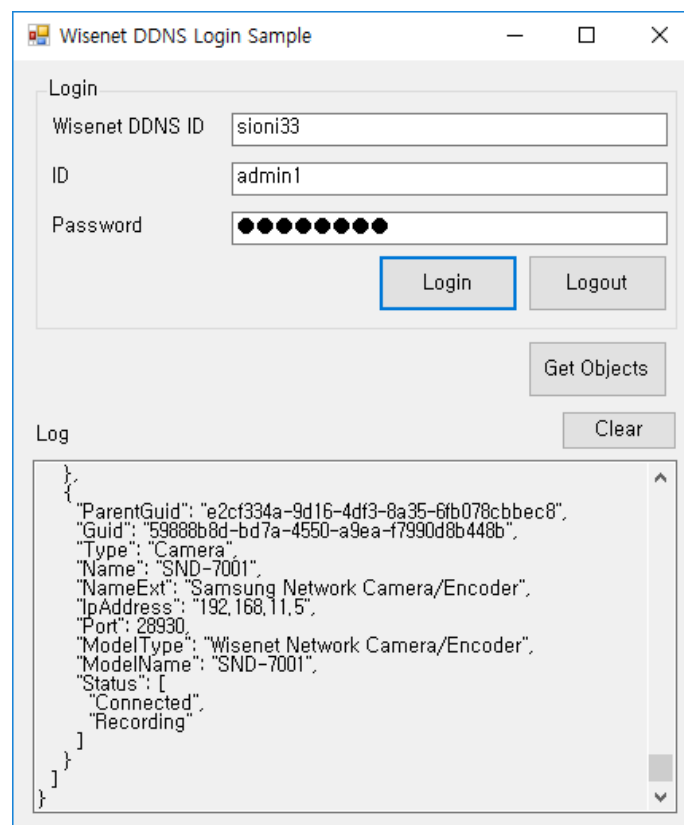 Wisenet DDNS Login Sample
Login
Wisenet DDNS ID sioni33
ID admin1
Password ●●●●●●●●
Login Logout
Get Objects
Log Clear
},
{
"ParentGuid": "e2cf334a-9d16-4df3-8a35-6fb078cbbec8",
"Guid": "59888b8d-bd7a-4550-a9ea-f7990d8b448b",
"Type": "Camera",
"Name": "SND-7001",
"NameExt": "Samsung Network Camera/Encoder",
"IpAddress": "192.168.11.5",
"Port": 28930,
"ModelType": "Wisenet Network Camera/Encoder",
"ModelName": "SND-7001",
"Status": [
"Connected",
"Recording"
]
}
]
}